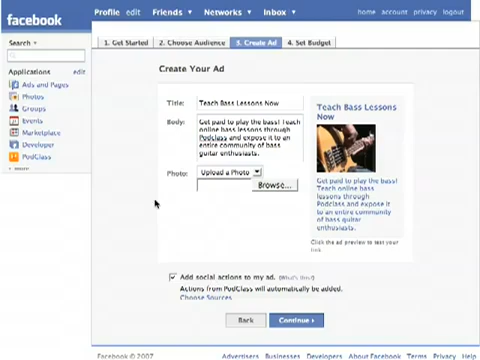 facebook
Profile edit Friends Networks Inbox home account privacy logout
Search
Applications edit
Ads and Pages
Photos
Groups
Events
Marketplace
Developer
PodClass
more
1. Get Started 2. Choose Audience 3. Create Ad 4. Set Budget
Create Your Ad
Title: Teach Bass Lessons Now
Body: Get paid to play the bass! Teach
online bass lessons through
Podclass and expose it to an
entire community of bass
guitar enthusiasts.
Photo: Upload a Photo
Browse...
Teach Bass Lessons
Now
Get paid to play the bass!
Teach online bass
lessons through
Podclass and expose it
to an entire community
of bass guitar
enthusiasts.
Click the ad preview to test your
link.
Add social actions to my ad. (What's this?)
Actions from PodClass will automatically be added.
Choose Sources
Back Continue
Facebook © 2007 Advertisers Businesses Developers About Facebook Terms Privacy Help